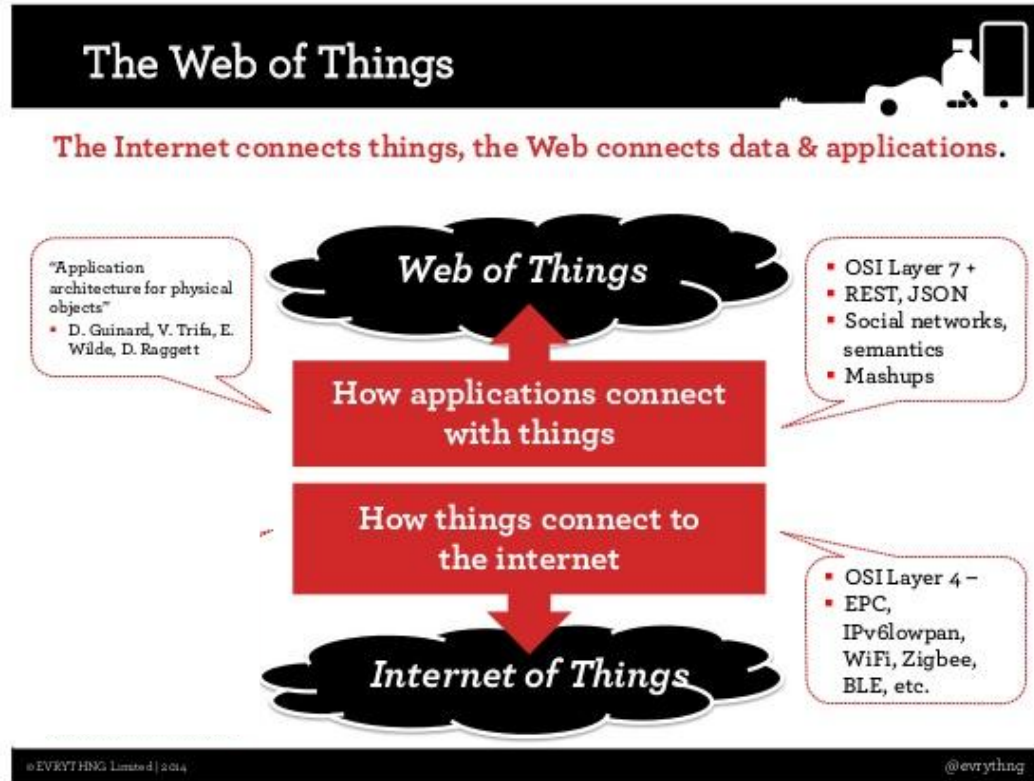 The Web of Things
The Internet connects things, the Web connects data & applications.
Web of Things
"Application
architecture for physical
objects"
▪ D. Guinard, V. Trifa, E.
Wilde, D. Raggett
▪ OSI Layer 7 +
▪ REST, JSON
▪ Social networks,
semantics
▪ Mashups
How applications connect
with things
How things connect to
the internet
▪ OSI Layer 4 –
▪ EPC,
IPv6lowpan,
WiFi, Zigbee,
BLE, etc.
Internet of Things
© EVRYTHNG Limited | 2014
@evrythng